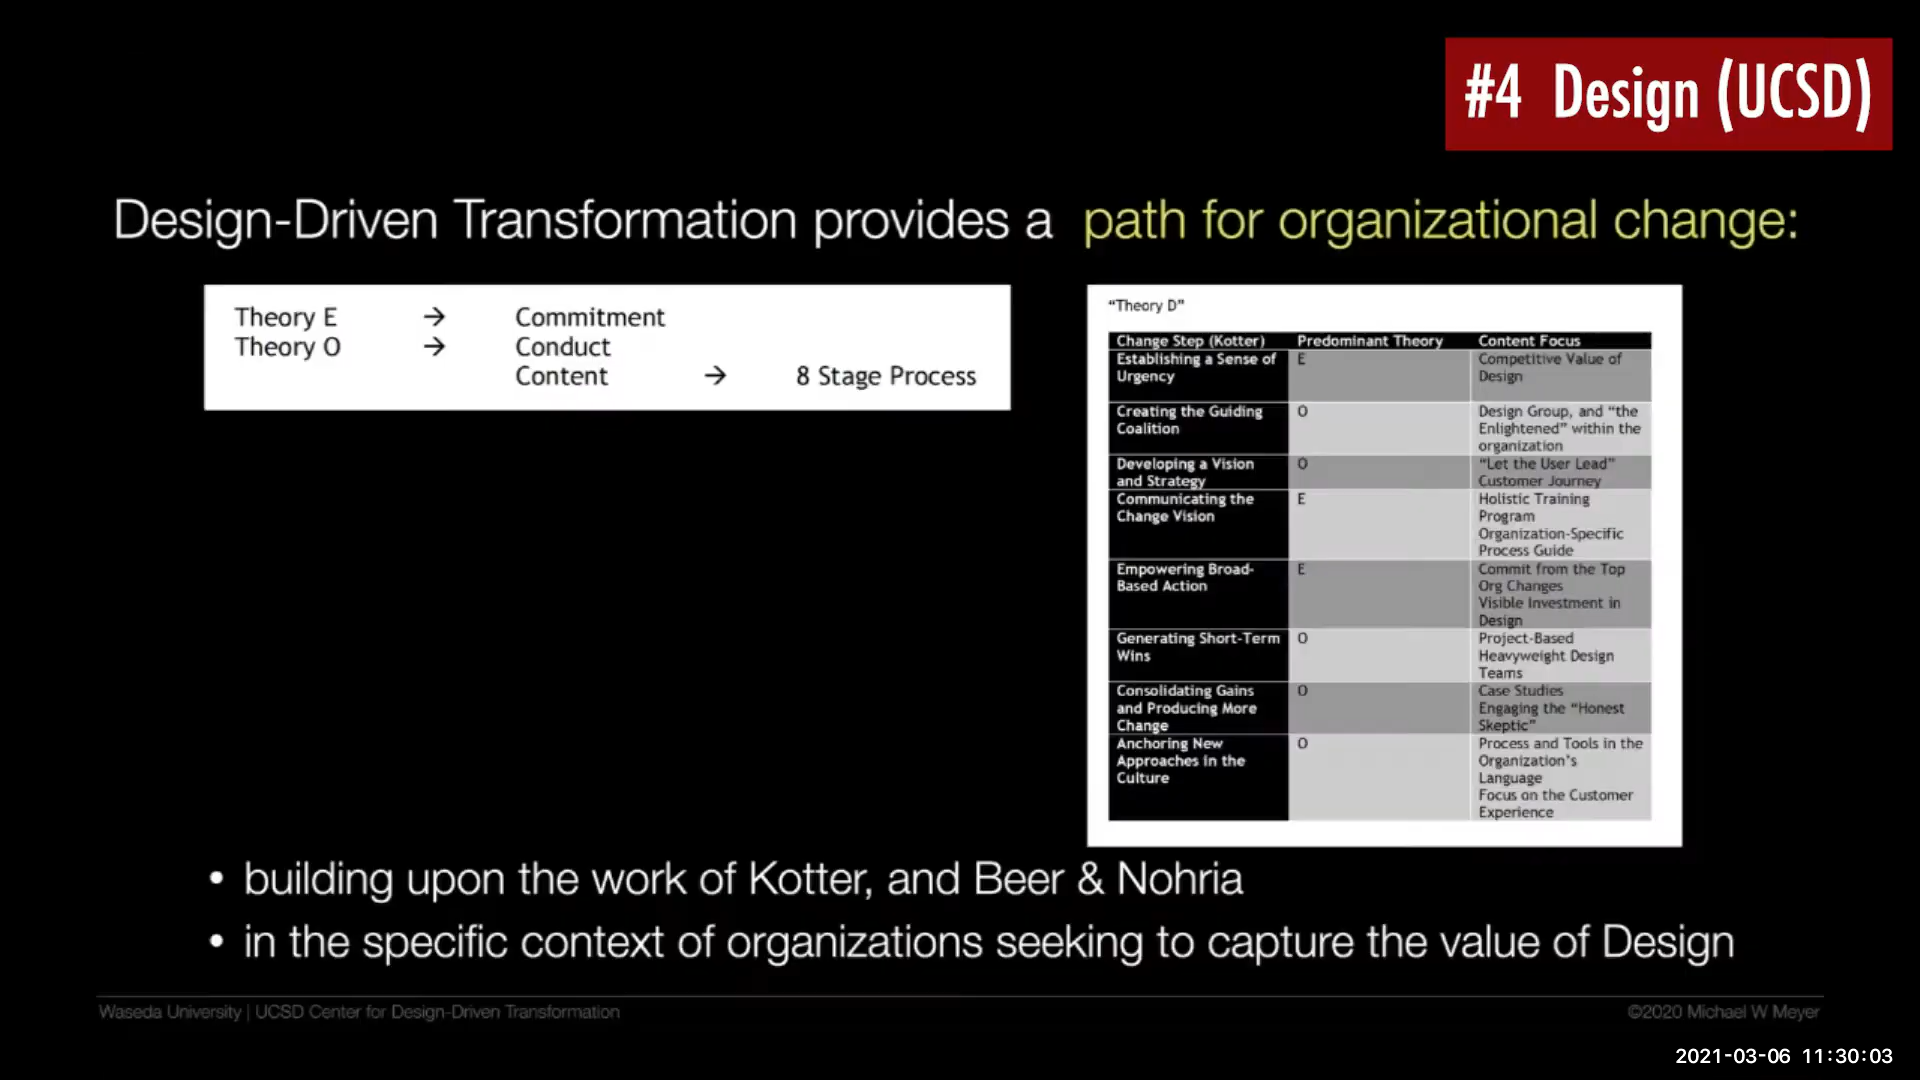 #4 Design (UCSD)
Design-Driven Transformation provides a path for organizational change:
Theory E → Commitment
Theory O → Conduct
Content → 8 Stage Process
“Theory D”
Change Step (Kotter) Predominant Theory Content Focus
Establishing a Sense of Urgency E Competitive Value of Design
Creating the Guiding Coalition O Design Group, and “the Enlightened” within the organization
Developing a Vision and Strategy O “Let the User Lead” Customer Journey
Communicating the Change Vision E Holistic Training Program Organization-Specific Process Guide
Empowering Broad-Based Action E Commit from the Top Org Changes Visible Investment in Design
Generating Short-Term Wins O Project-Based Heavyweight Design Teams
Consolidating Gains and Producing More Change O Case Studies Engaging the “Honest Skeptic”
Anchoring New Approaches in the Culture O Process and Tools in the Organization’s Language Focus on the Customer Experience
• building upon the work of Kotter, and Beer & Nohria
• in the specific context of organizations seeking to capture the value of Design
Waseda University | UCSD Center for Design-Driven Transformation
©2020 Michael W Meyer
2021-03-06 11:30:03